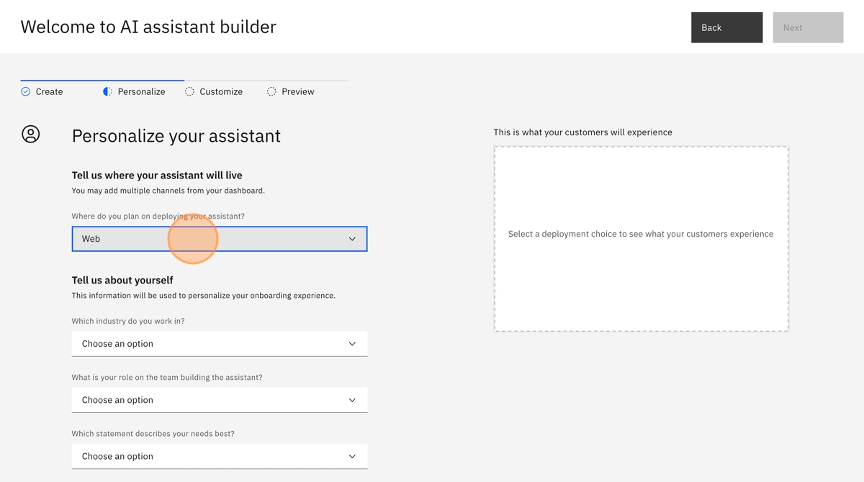 Welcome to AI assistant builder
Back
Next
Create
Personalize
Customize
Preview
Personalize your assistant
This is what your customers will experience
Tell us where your assistant will live
You may add multiple channels from your dashboard.
Where do you plan on deploying your assistant?
Web
Select a deployment choice to see what your customers experience
Tell us about yourself
This information will be used to personalize your onboarding experience.
Which industry do you work in?
Choose an option
What is your role on the team building the assistant?
Choose an option
Which statement describes your needs best?
Choose an option